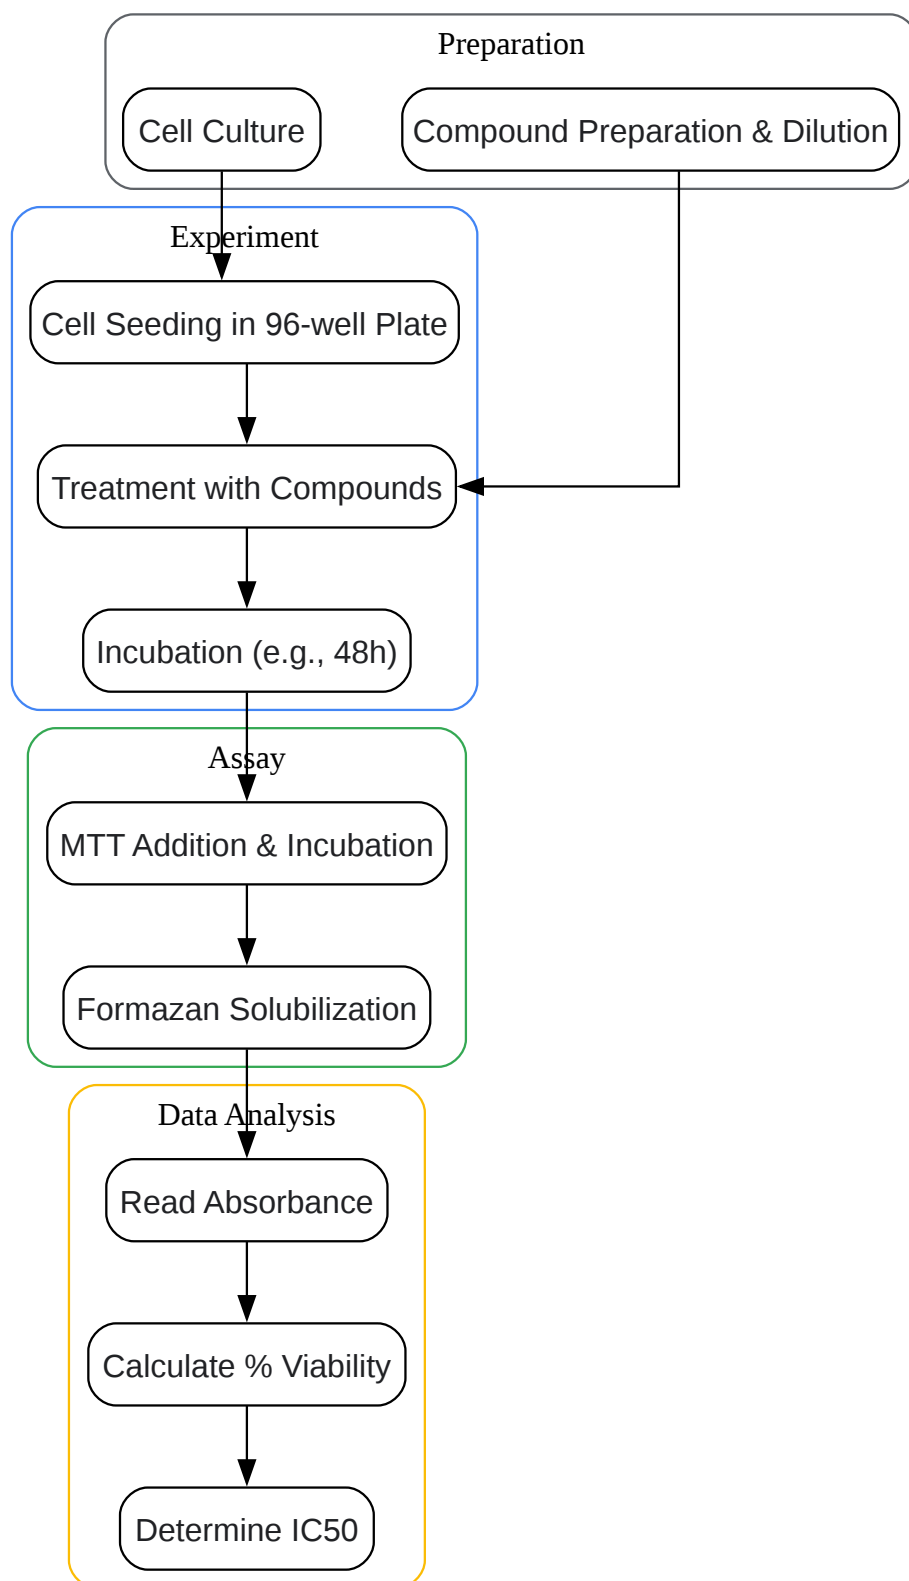 Preparation
Cell Culture
Compound Preparation & Dilution
Experiment
Cell Seeding in 96-well Plate
Treatment with Compounds
Incubation (e.g., 48h)
Assay
MTT Addition & Incubation
Formazan Solubilization
Data Analysis
Read Absorbance
Calculate % Viability
Determine IC50